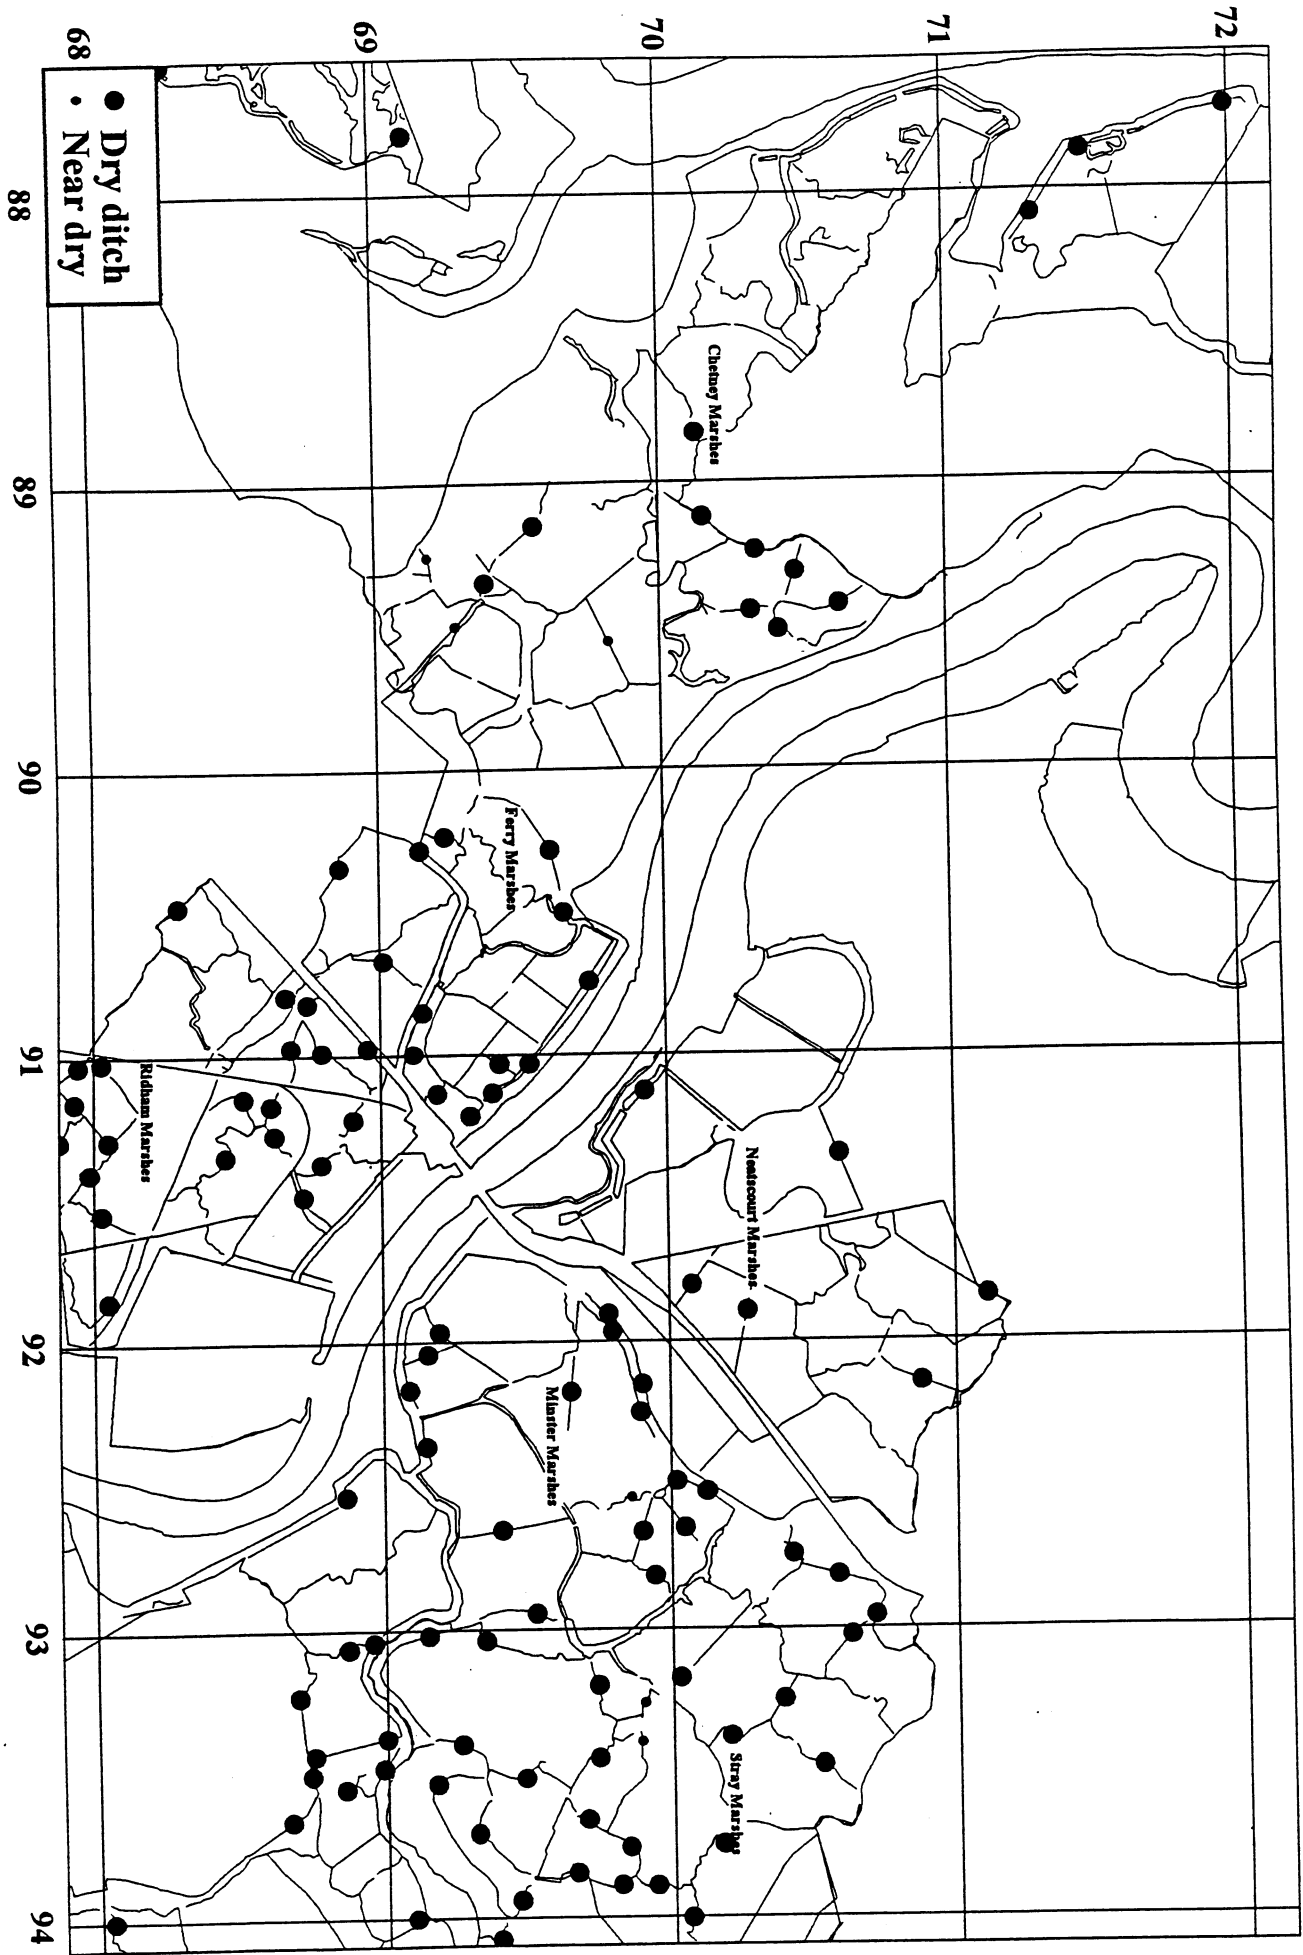 68
69
70
71
72
88
89
90
91
92
93
94
Dry ditch
Near dry
Chetney Marshes
Ferry Marshes
Ridham Marshes
Neatscourt Marshes
Minster Marshes
Stray Marshes